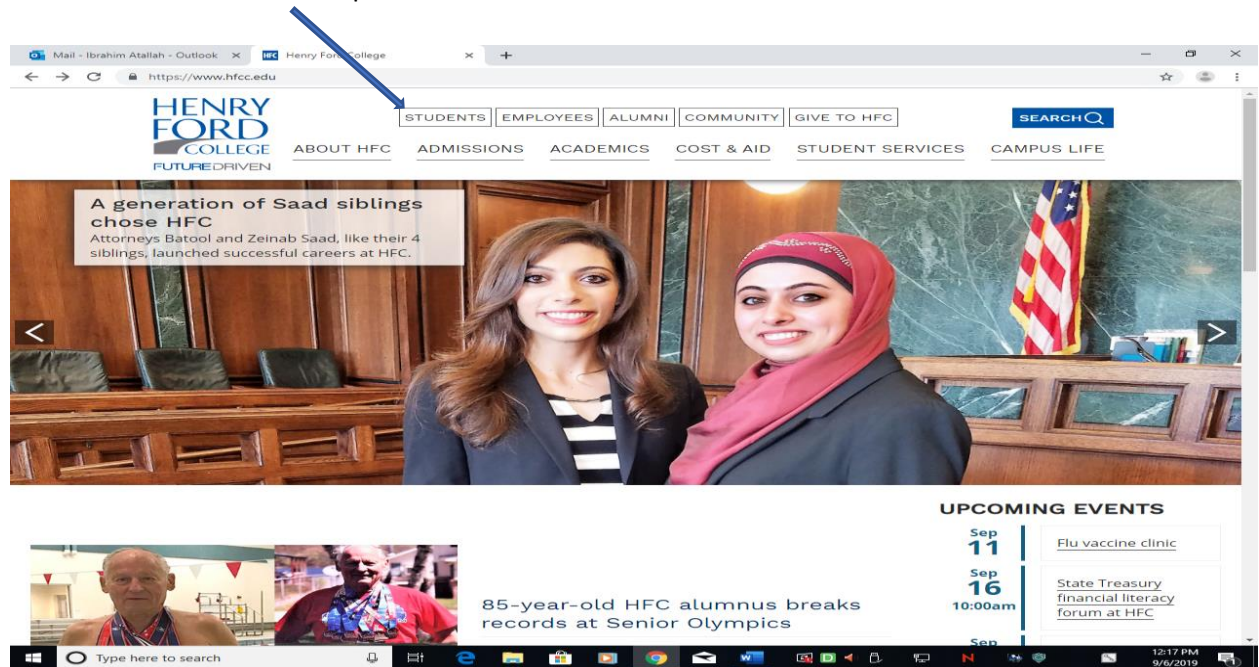 Mail - Ibrahim Atallah - Outlook
HFC Henry Ford College
https://www.hfcc.edu
HENRY
FORD
COLLEGE
FUTURE DRIVEN
STUDENTS EMPLOYEES ALUMNI COMMUNITY GIVE TO HFC
SEARCH
ABOUT HFC ADMISSIONS ACADEMICS COST & AID STUDENT SERVICES CAMPUS LIFE
A generation of Saad siblings
chose HFC
Attorneys Batool and Zeinab Saad, like their 4
siblings, launched successful careers at HFC.
UPCOMING EVENTS
Sep
11
Flu vaccine clinic
Sep
16
10:00am
State Treasury
financial literacy
forum at HFC
85-year-old HFC alumnus breaks
records at Senior Olympics
Sep
Type here to search
12:17 PM
9/6/2019